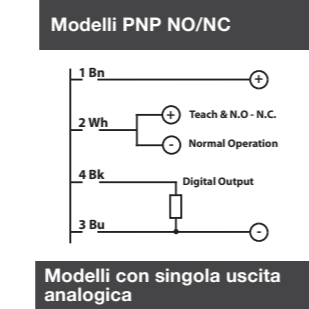 Modelli PNP NO/NC
1 Bn
+
2 Wh
+ Teach & N.O - N.C.
- Normal Operation
4 Bk
Digital Output
3 Bu
-
Modelli con singola uscita
analogica